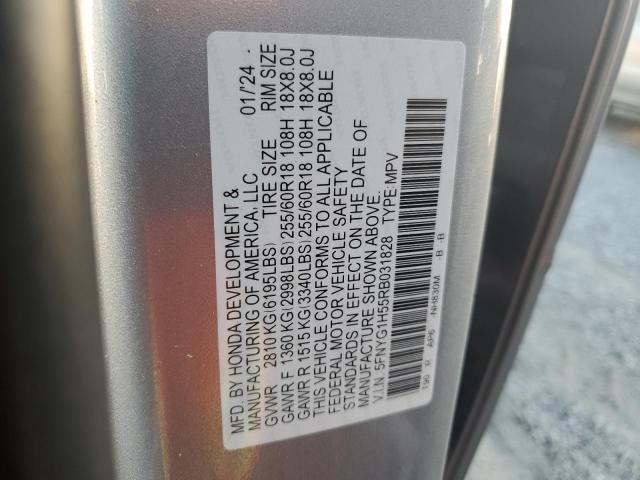 MFD. BY HONDA DEVELOPMENT &
MANUFACTURING OF AMERICA, LLC 01/'24
GVWR 2810 KG(6195LBS) TIRE SIZE RIM SIZE
GAWR F 1360 KG(2998LBS) 255/60R18 108H 18X8.0J
GAWR R 1515 KG(3340LBS) 255/60R18 108H 18X8.0J
THIS VEHICLE CONFORMS TO ALL APPLICABLE
FEDERAL MOTOR VEHICLE SAFETY
STANDARDS IN EFFECT ON THE DATE OF
MANUFACTURE SHOWN ABOVE.
V.I.N. 5FNYG1H55RB031828 TYPE: MPV
T90 R AP6 -NH830M -B -B